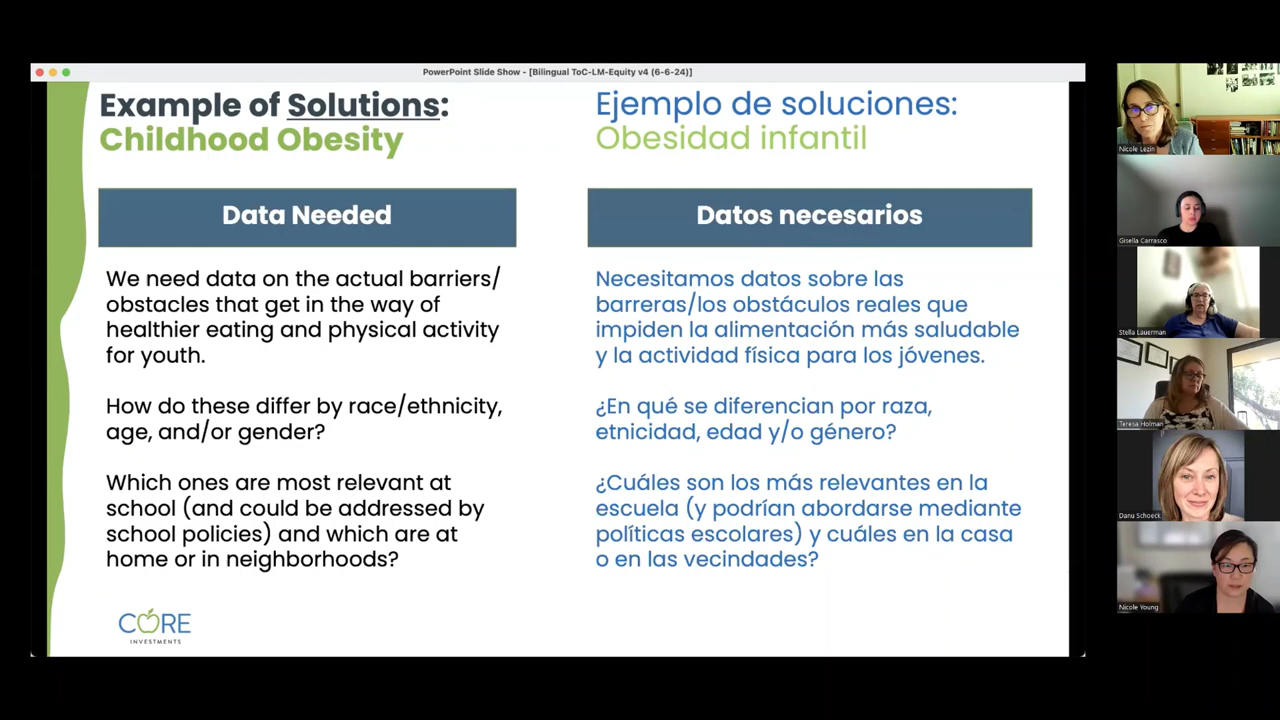 PowerPoint Slide Show - [Bilingual ToC-LM-Equity v4 (6-6-24)]
Example of Solutions:
Childhood Obesity
Data Needed
We need data on the actual barriers/
obstacles that get in the way of
healthier eating and physical activity
for youth.
How do these differ by race/ethnicity,
age, and/or gender?
Which ones are most relevant at
school (and could be addressed by
school policies) and which are at
home or in neighborhoods?
CORE
INVESTMENTS
Ejemplo de soluciones:
Obesidad infantil
Datos necesarios
Necesitamos datos sobre las
barreras/los obstáculos reales que
impiden la alimentación más saludable
y la actividad física para los jóvenes.
¿En qué se diferencian por raza,
etnicidad, edad y/o género?
¿Cuáles son los más relevantes en la
escuela (y podrían abordarse mediante
políticas escolares) y cuáles en la casa
o en las vecindades?
Nicole Lezin
Gisella Carrasco
Stella Lauerman
Teresa Holman
Danu Schoeck
Nicole Young